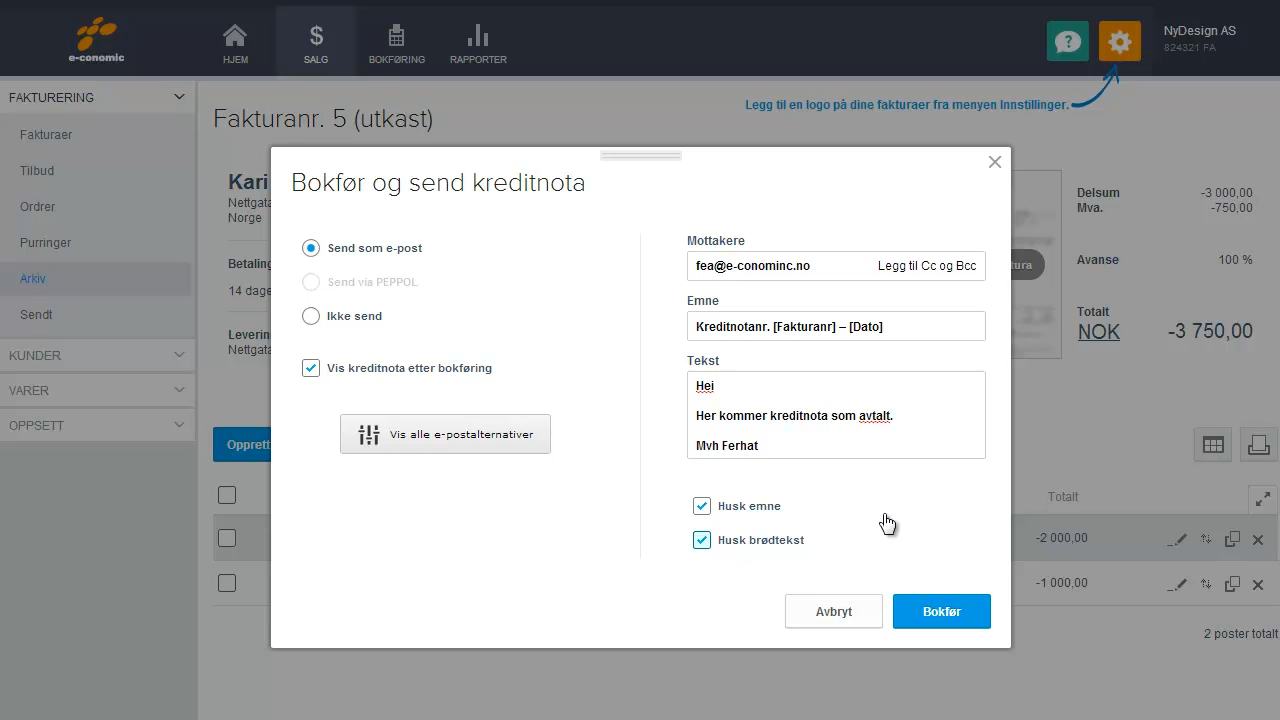 e-conomic
HJEM
SALG
BOKFØRING
RAPPORTER
NyDesign AS
824321 FA
Legg til en logo på dine fakturaer fra menyen Innstillinger.
FAKTURERING
Fakturaer
Tilbud
Ordrer
Purringer
Arkiv
Sendt
KUNDER
VARER
OPPSETT
Fakturanr. 5 (utkast)
Kari
Nettgata
Norge
Betaling
14 dage
Levering
Nettgata
Delsum -3 000,00
Mva. -750,00
Avanse 100 %
Totalt
NOK -3 750,00
Bokfør og send kreditnota
Send som e-post
Send via PEPPOL
Ikke send
Vis kreditnota etter bokføring
Vis alle e-postalternativer
Mottakere
fea@e-conominc.no Legg til Cc og Bcc
Emne
Kreditnotanr. [Fakturanr] – [Dato]
Tekst
Hei
Her kommer kreditnota som avtalt.
Mvh Ferhat
Husk emne
Husk brødtekst
Avbryt
Bokfør
Opprett
Totalt
-2 000,00
-1 000,00
2 poster totalt